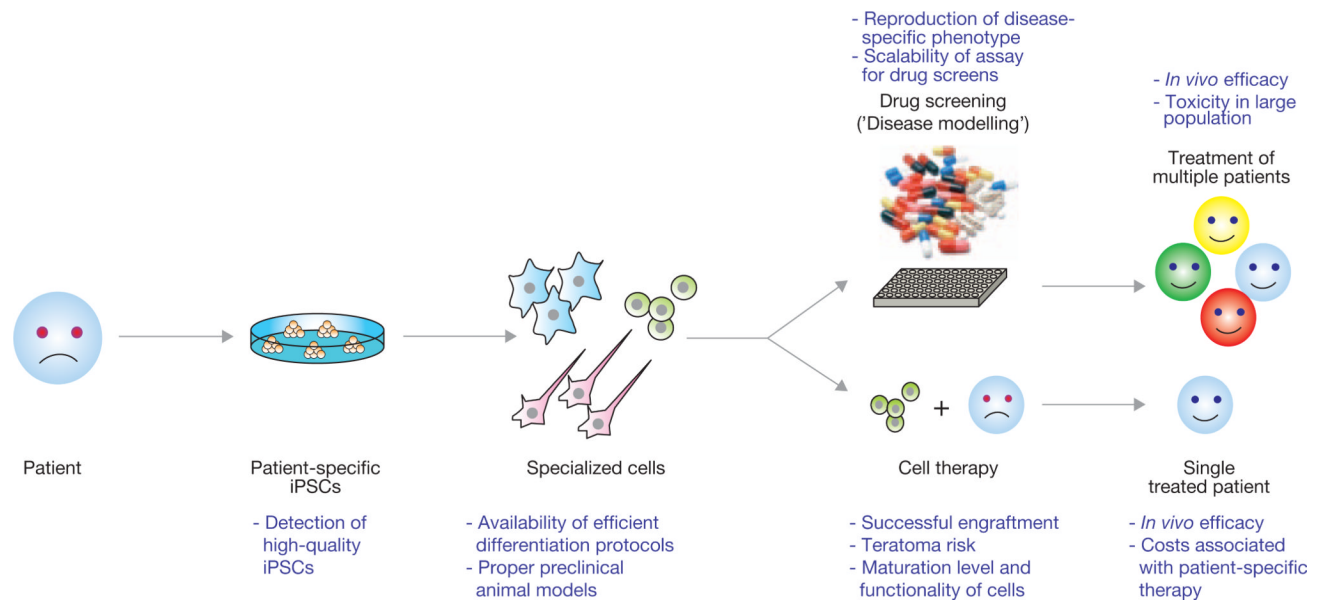 - Reproduction of disease-
specific phenotype
- Scalability of assay
for drug screens
Drug screening
('Disease modelling')
- In vivo efficacy
- Toxicity in large
population
Treatment of
multiple patients
+
Patient
Patient-specific
iPSCs
- Detection of
high-quality
iPSCs
Specialized cells
- Availability of efficient
differentiation protocols
- Proper preclinical
animal models
Cell therapy
- Successful engraftment
- Teratoma risk
- Maturation level and
functionality of cells
Single
treated patient
- In vivo efficacy
- Costs associated
with patient-specific
therapy